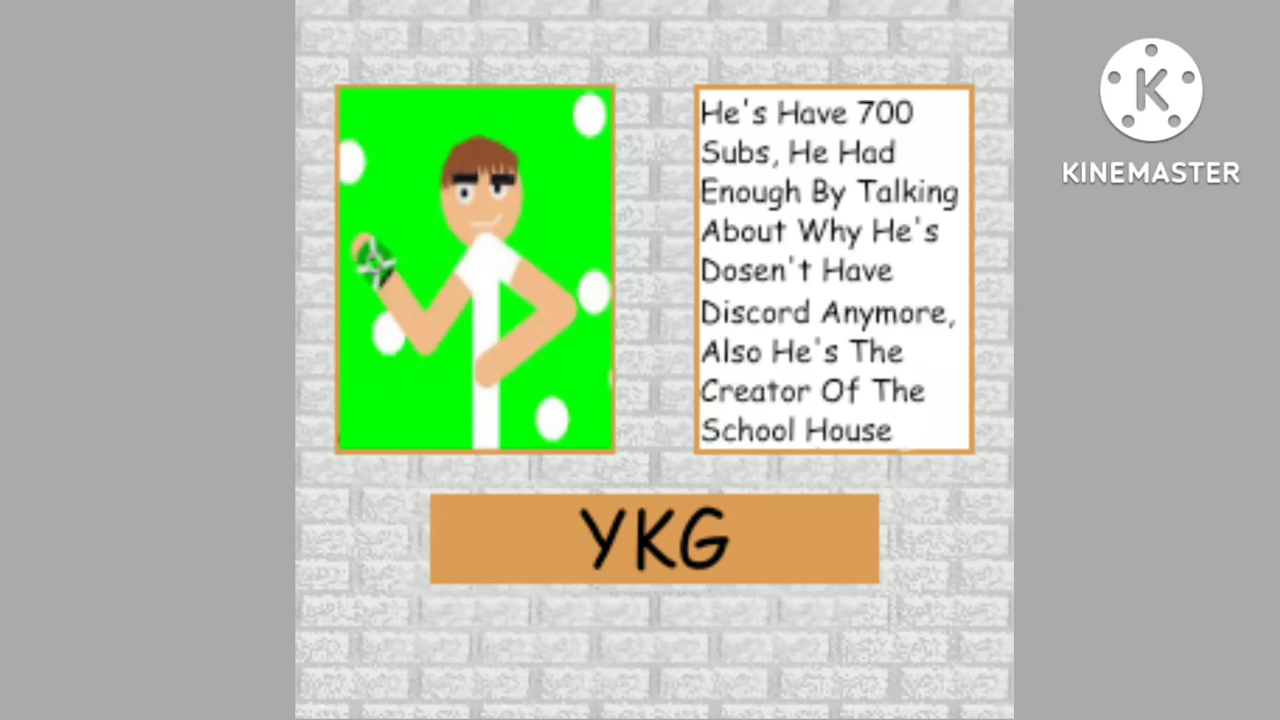 He's Have 700
Subs, He Had
Enough By Talking
About Why He's
Dosen't Have
Discord Anymore,
Also He's The
Creator Of The
School House
YKG
K
KINEMASTER